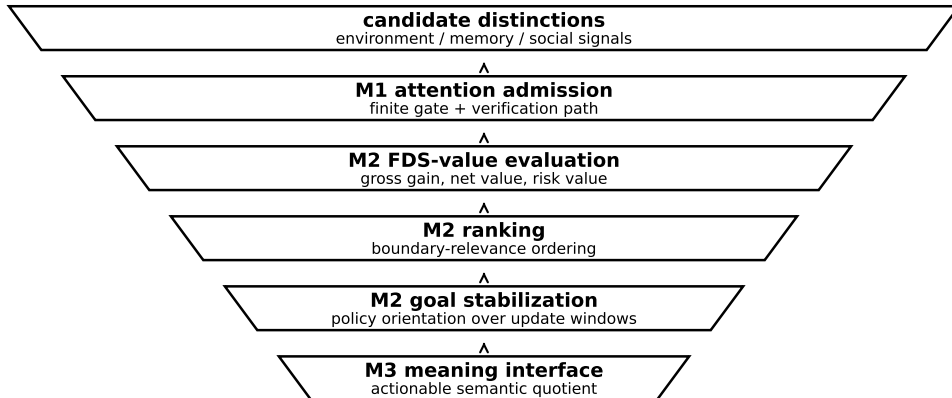 candidate distinctions
environment / memory / social signals
M1 attention admission
finite gate + verification path
M2 FDS-value evaluation
gross gain, net value, risk value
M2 ranking
boundary-relevance ordering
M2 goal stabilization
policy orientation over update windows
M3 meaning interface
actionable semantic quotient